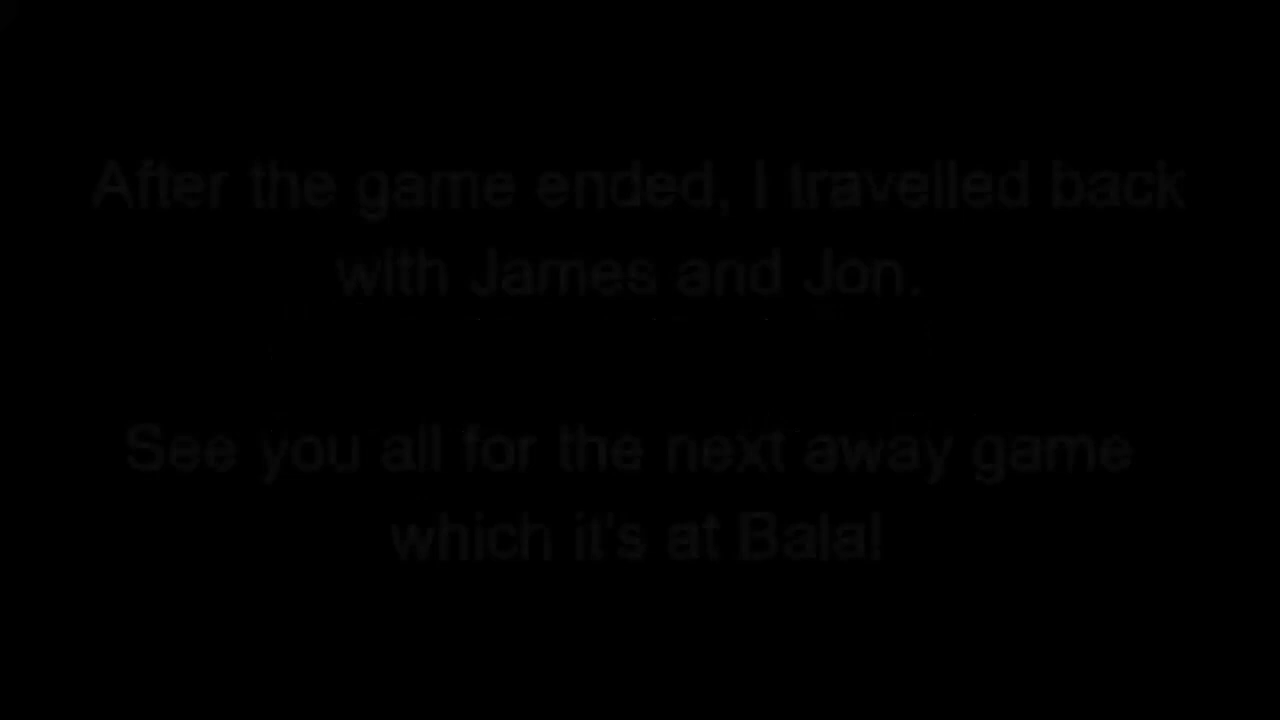 After the game ended, I travelled back
with James and Jon.
See you all for the next away game
which it's at Bala!